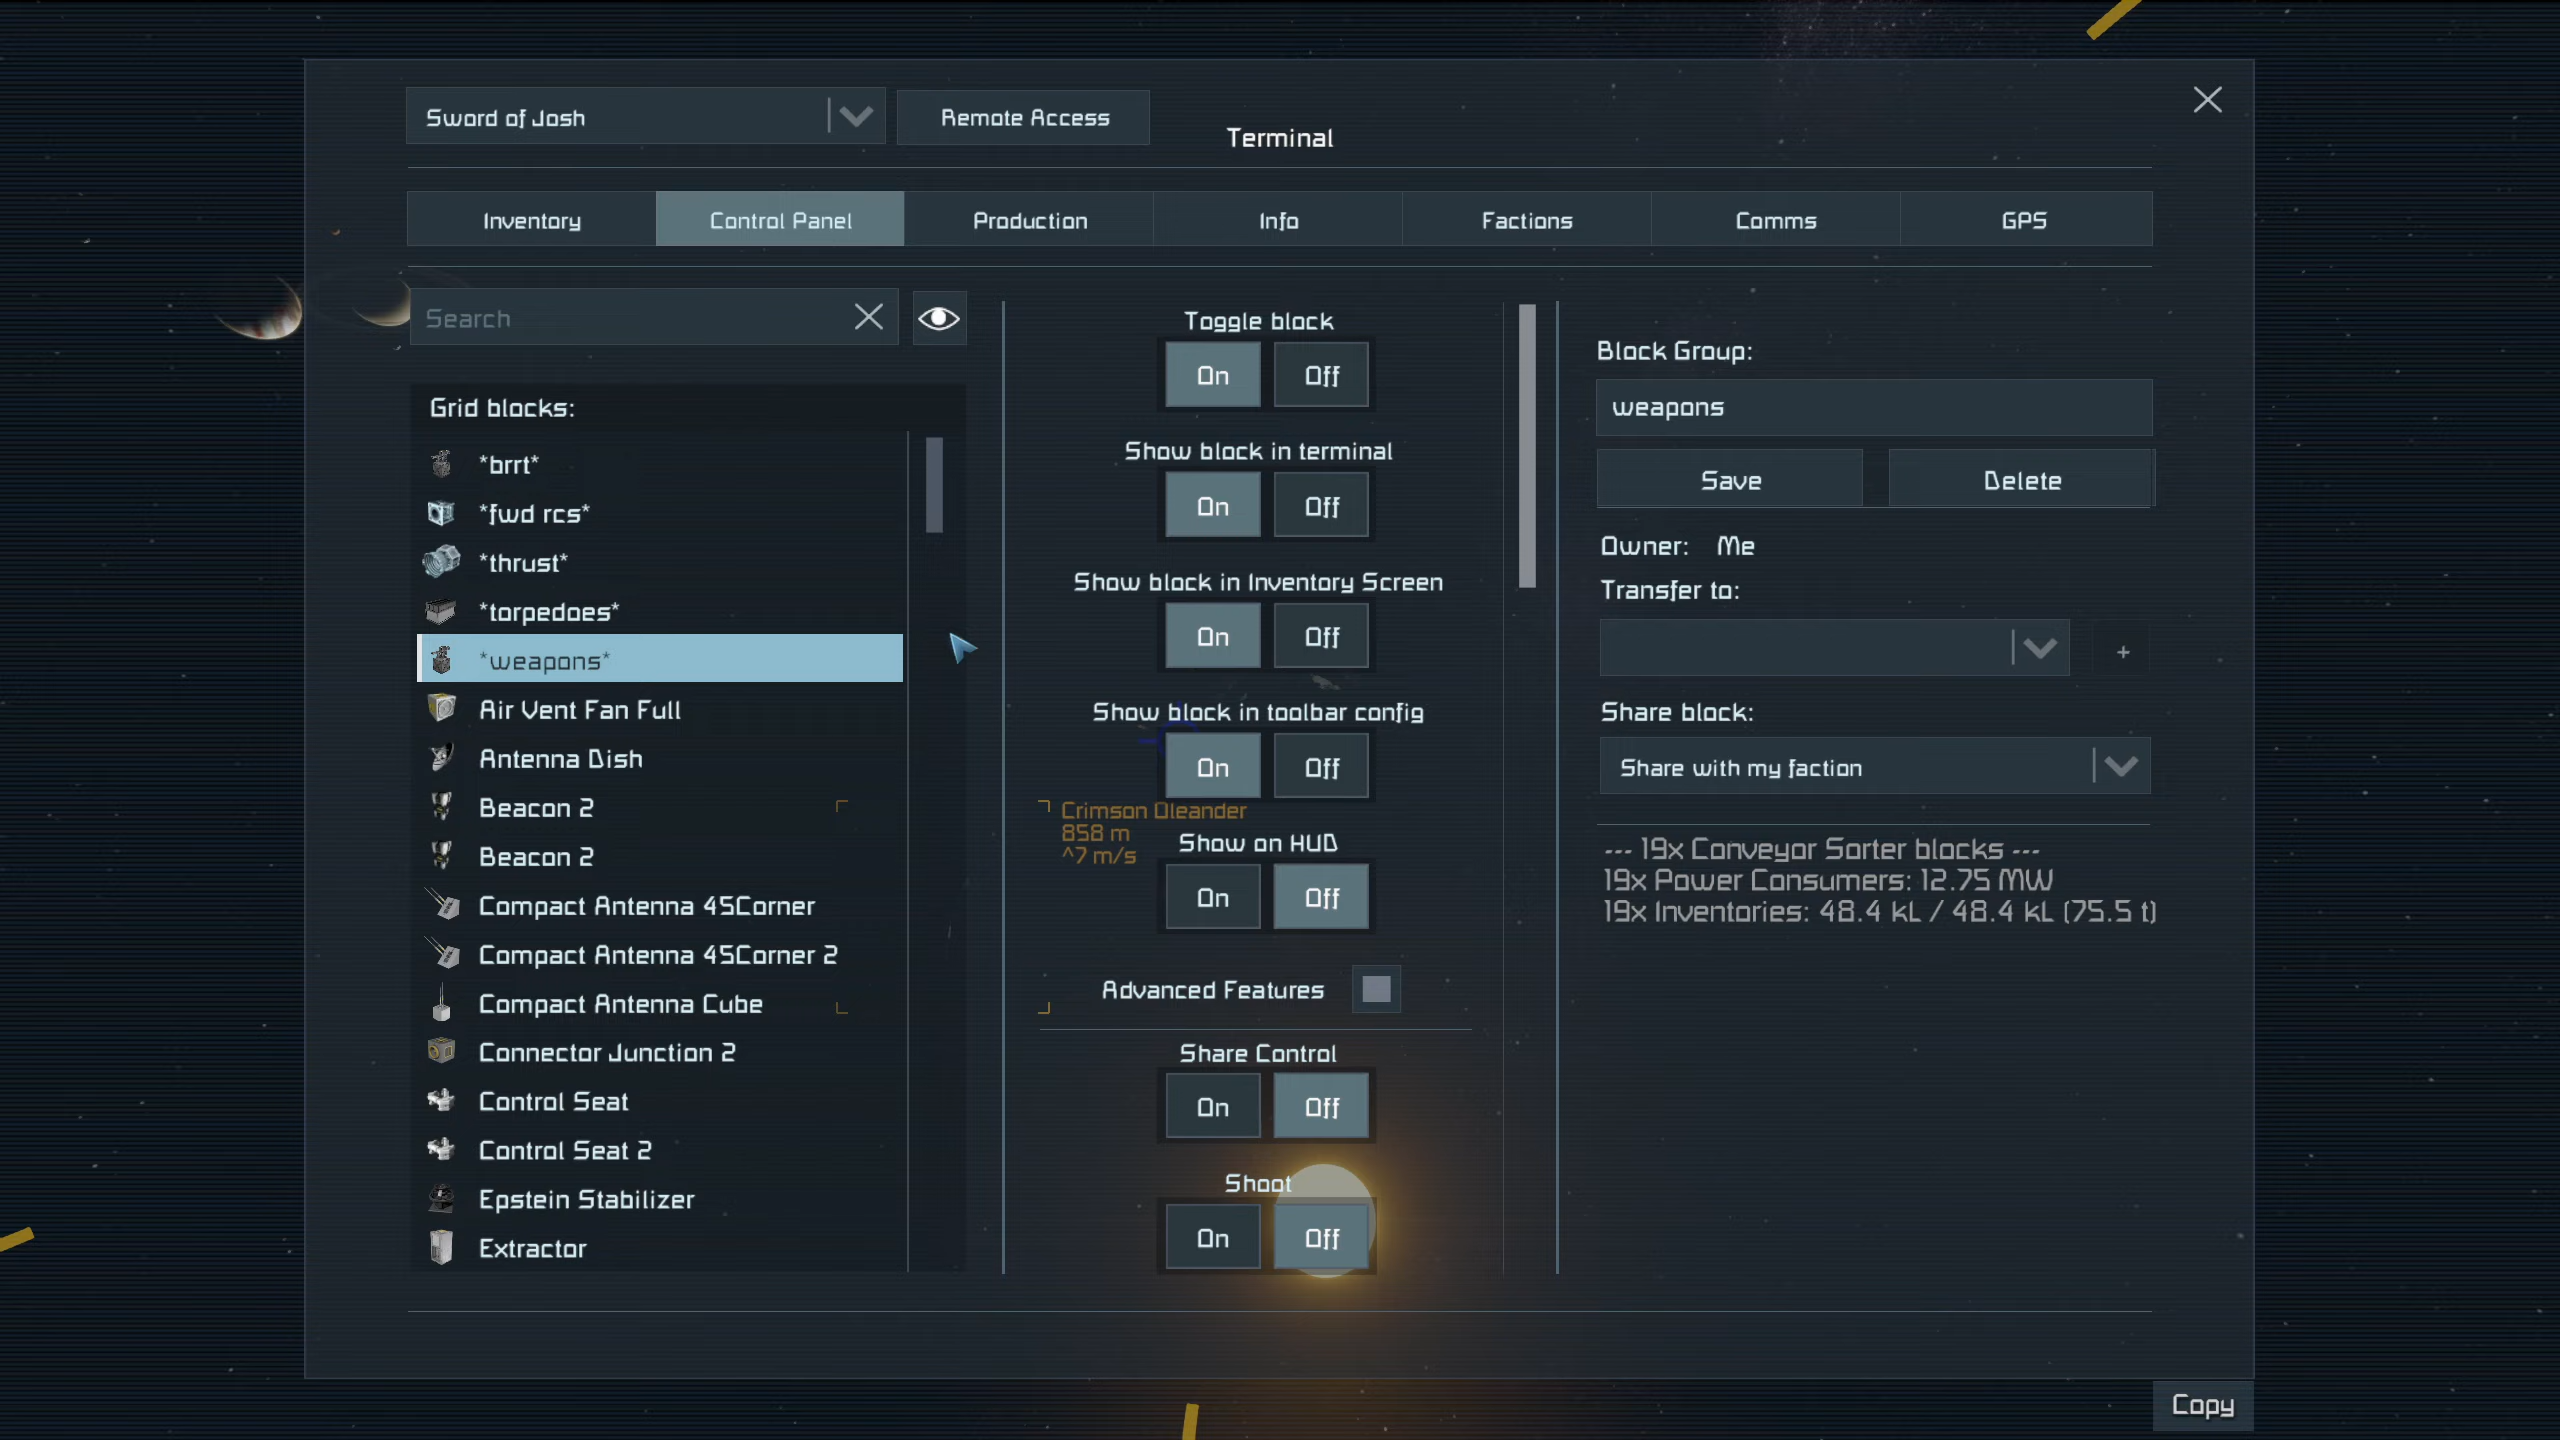 Sword of Josh
Remote Access
Terminal
Inventory
Control Panel
Production
Info
Factions
Comms
GPS
Search
Grid blocks:
*brrt*
*fwd rcs*
*thrust*
*torpedoes*
*weapons*
Air Vent Fan Full
Antenna Dish
Beacon 2
Beacon 2
Compact Antenna 45Corner
Compact Antenna 45Corner 2
Compact Antenna Cube
Connector Junction 2
Control Seat
Control Seat 2
Epstein Stabilizer
Extractor
Toggle block
On Off
Show block in terminal
On Off
Show block in Inventory Screen
On Off
Show block in toolbar config
On Off
Crimson Oleander
858 m
^7 m/s
Show on HUD
On Off
Advanced Features
Share Control
On Off
Shoot
On Off
Block Group:
weapons
Save Delete
Owner: Me
Transfer to:
+
Share block:
Share with my faction
--- 19x Conveyor Sorter blocks ---
19x Power Consumers: 12.75 MW
19x Inventories: 48.4 kL / 48.4 kL (75.5 t)
Copy